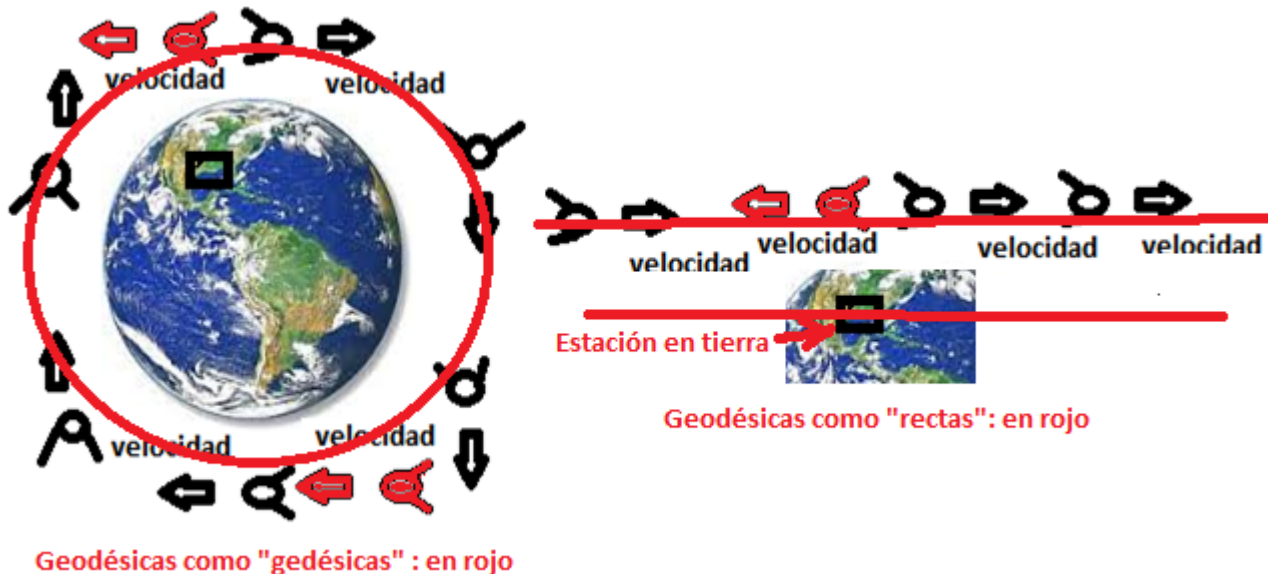 velocidad
velocidad
velocidad
velocidad
Geodésicas como "gedésicas" : en rojo
velocidad
velocidad
velocidad
velocidad
Estación en tierra
Geodésicas como "rectas": en rojo